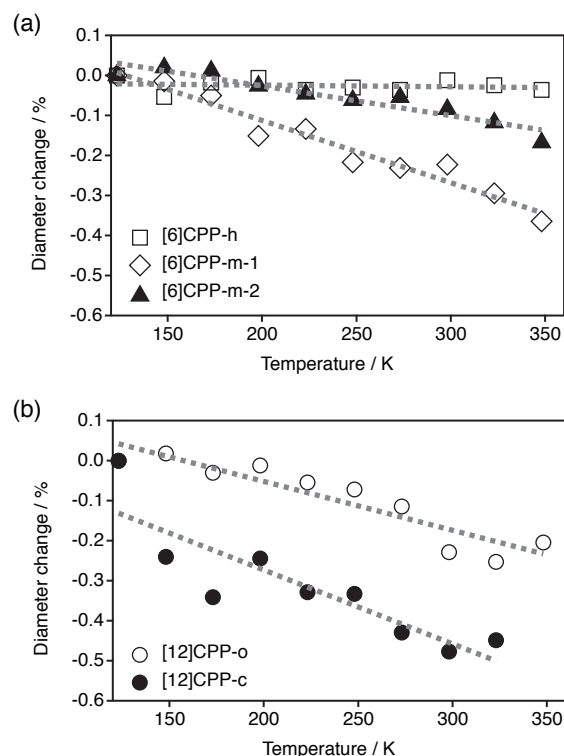 (a)
0.1
0.0
-0.1
-0.2
-0.3
-0.4
-0.5
-0.6
Diameter change / %
[6]CPP-h
[6]CPP-m-1
[6]CPP-m-2
150 200 250 300 350
Temperature / K
(b)
0.1
0.0
-0.1
-0.2
-0.3
-0.4
-0.5
-0.6
Diameter change / %
[12]CPP-o
[12]CPP-c
150 200 250 300 350
Temperature / K